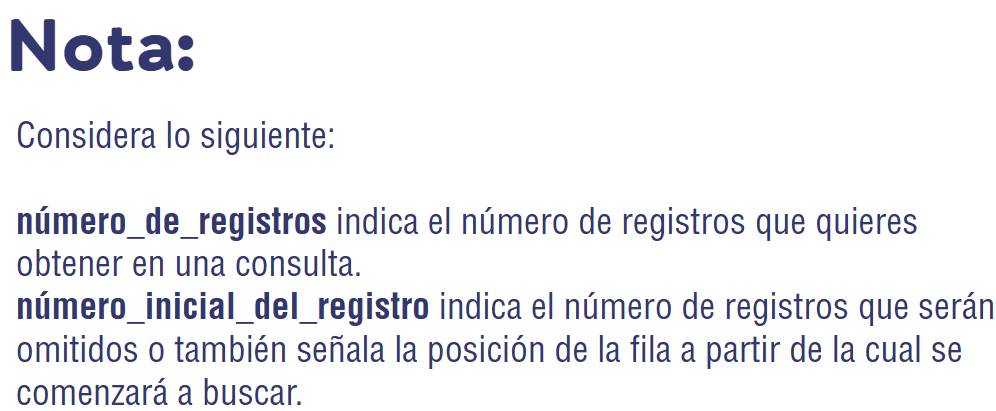 Nota:
Considera lo siguiente:
número_de_registros indica el número de registros que quieres
obtener en una consulta.
número_inicial_del_registro indica el número de registros que serán
omitidos o también señala la posición de la fila a partir de la cual se
comenzará a buscar.